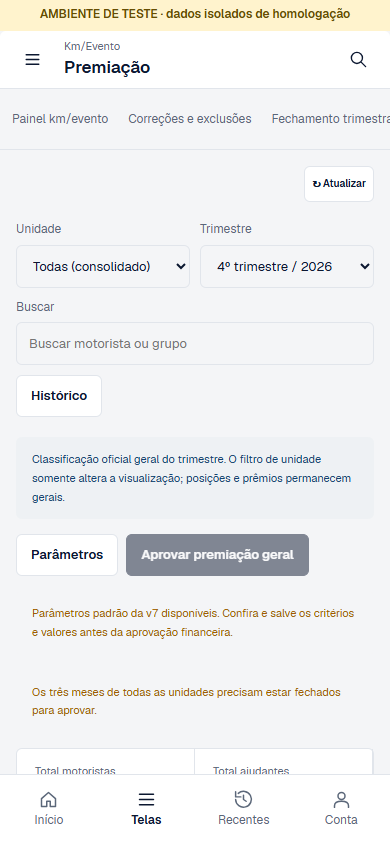 AMBIENTE DE TESTE · dados isolados de homologação
Km/Evento
Premiação
Painel km/evento Correções e exclusões Fechamento trimestra
↻ Atualizar
Unidade Trimestre
Todas (consolidado) 4º trimestre / 2026
Buscar
Buscar motorista ou grupo
Histórico
Classificação oficial geral do trimestre. O filtro de unidade
somente altera a visualização; posições e prêmios permanecem
gerais.
Parâmetros Aprovar premiação geral
Parâmetros padrão da v7 disponíveis. Confira e salve os critérios
e valores antes da aprovação financeira.
Os três meses de todas as unidades precisam estar fechados
para aprovar.
Total motoristas Total ajudantes
Início Telas Recentes Conta